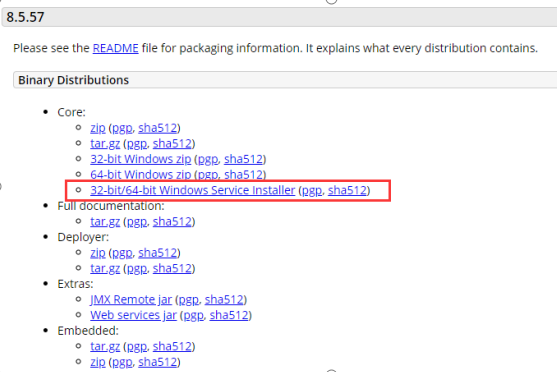 8.5.57
Please see the README file for packaging information. It explains what every distribution contains.
Binary Distributions
Core:
zip (pgp, sha512)
tar.gz (pgp, sha512)
32-bit Windows zip (pgp, sha512)
64-bit Windows zip (pgp, sha512)
32-bit/64-bit Windows Service Installer (pgp, sha512)
Full documentation:
tar.gz (pgp, sha512)
Deployer:
zip (pgp, sha512)
tar.gz (pgp, sha512)
Extras:
JMX Remote jar (pgp, sha512)
Web services jar (pgp, sha512)
Embedded:
tar.gz (pgp, sha512)
zip (pgp, sha512)